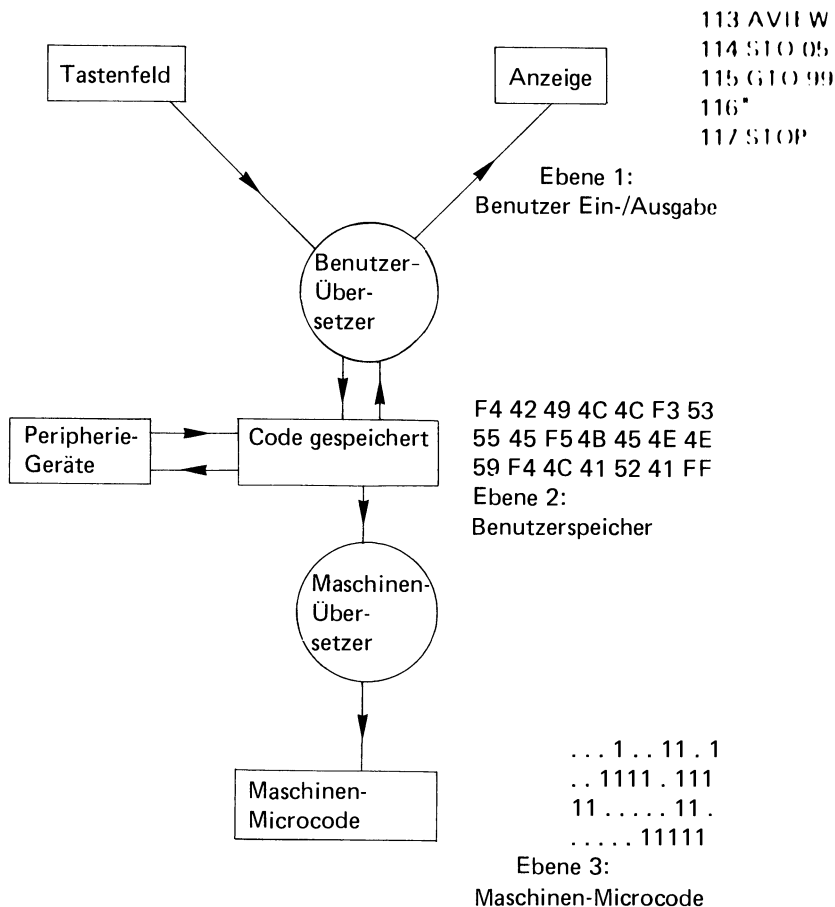 113 AVIEW
114 STO 05
115 GTO 99
116"
117 STOP
Tastenfeld
Anzeige
Ebene 1:
Benutzer Ein-/Ausgabe
Benutzer-
Über-
setzer
Peripherie-
Geräte
Code gespeichert
F4 42 49 4C 4C F3 53
55 45 F5 4B 45 4E 4E
59 F4 4C 41 52 41 FF
Ebene 2:
Benutzerspeicher
Maschinen-
Über-
setzer
Maschinen-
Microcode
. . . 1 . . 11 . 1
. . 1111 . 111
11 . . . . . 11 .
. . . . . 11111
Ebene 3:
Maschinen-Microcode